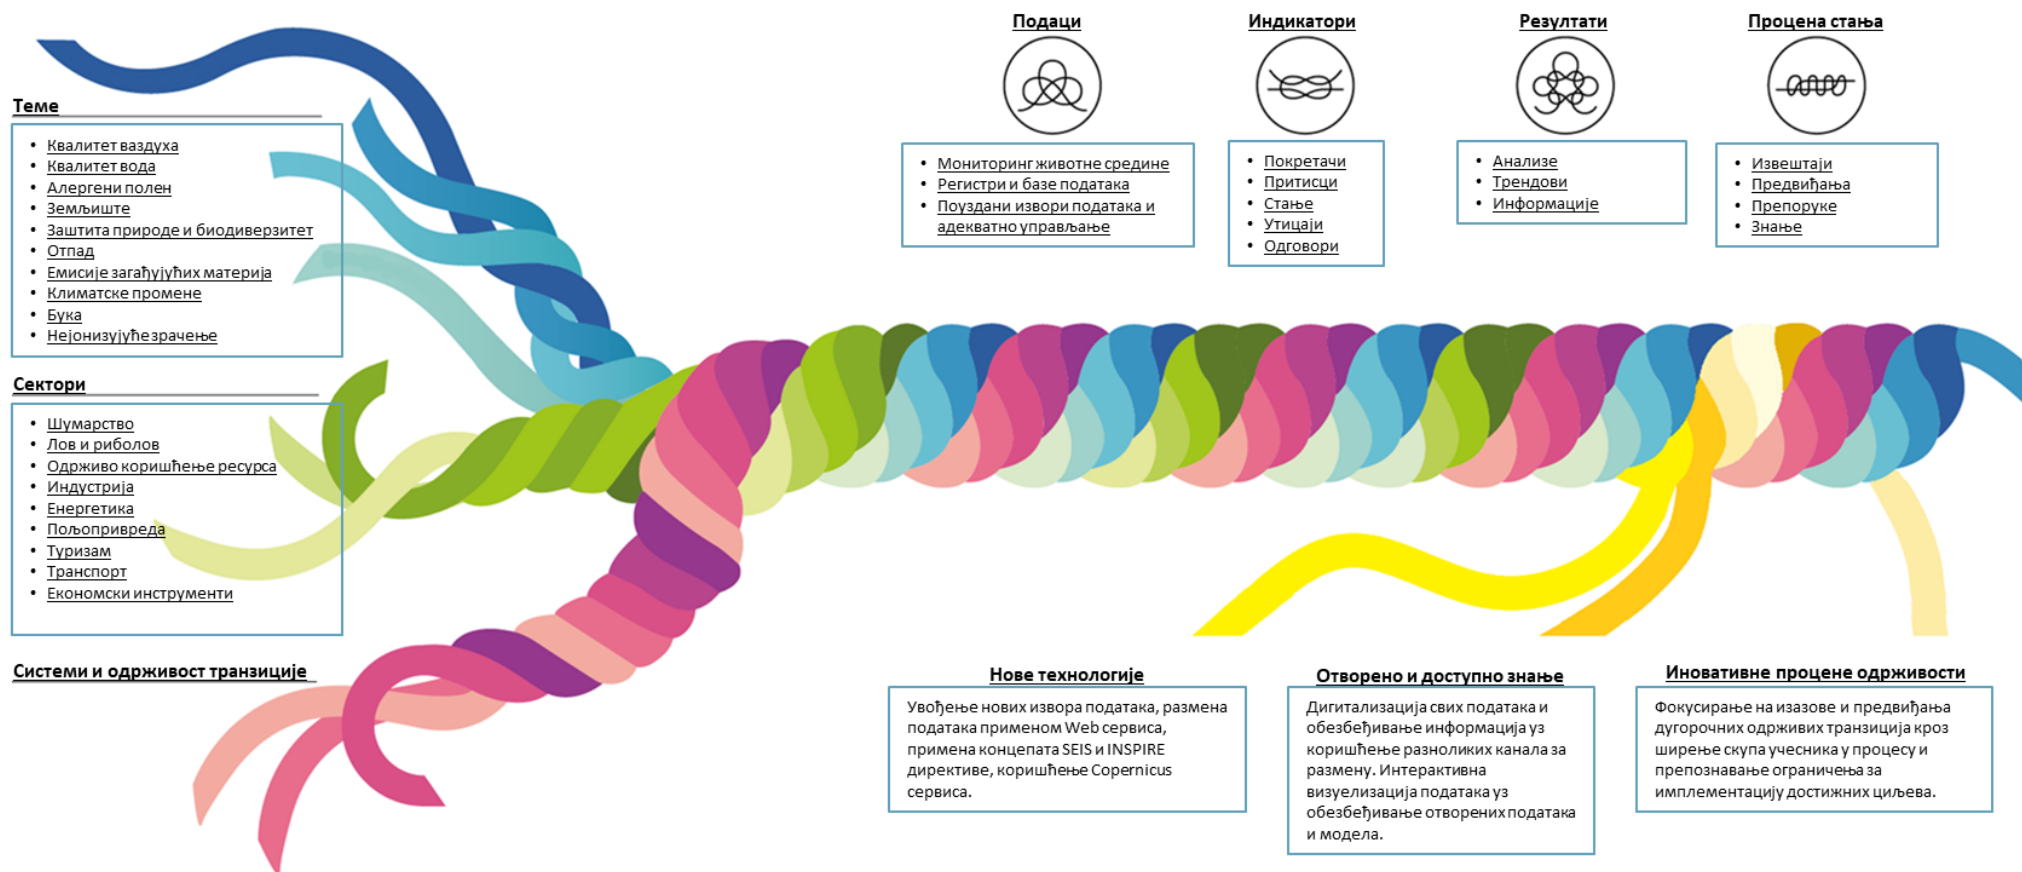 Теме
• Квалитет ваздуха
• Квалитет вода
• Алергени полен
• Земљиште
• Заштита природе и биодиверзитет
• Отпад
• Емисије загађујућих материја
• Климатске промене
• Бука
• Нејонизујуће зрачење
Сектори
• Шумарство
• Лов и риболов
• Одрживо коришћење ресурса
• Индустрија
• Енергетика
• Пољопривреда
• Туризам
• Транспорт
• Економски инструменти
Системи и одрживост транзиције
Подаци
• Мониторинг животне средине
• Регистри и базе података
• Поуздани извори података и
адекватно управљање
Индикатори
• Покретачи
• Притисци
• Стање
• Утицаји
• Одговори
Резултати
• Анализе
• Трендови
• Информације
Процена стања
• Извештаји
• Предвиђања
• Препоруке
• Знање
Нове технологије
Увођење нових извора података, размена
података применом Web сервиса,
примена концепата SEIS и INSPIRE
директиве, коришћење Copernicus
сервиса.
Отворено и доступно знање
Дигитализација свих података и
обезбеђивање информација уз
коришћење разноликих канала за
размену. Интерактивна
визуелизација података уз
обезбеђивање отворених података
и модела.
Иновативне процене одрживости
Фокусирање на изазове и предвиђања
дугорочних одрживих транзиција кроз
ширење скупа учесника у процесу и
препознавање ограничења за
имплементацију достижних циљева.